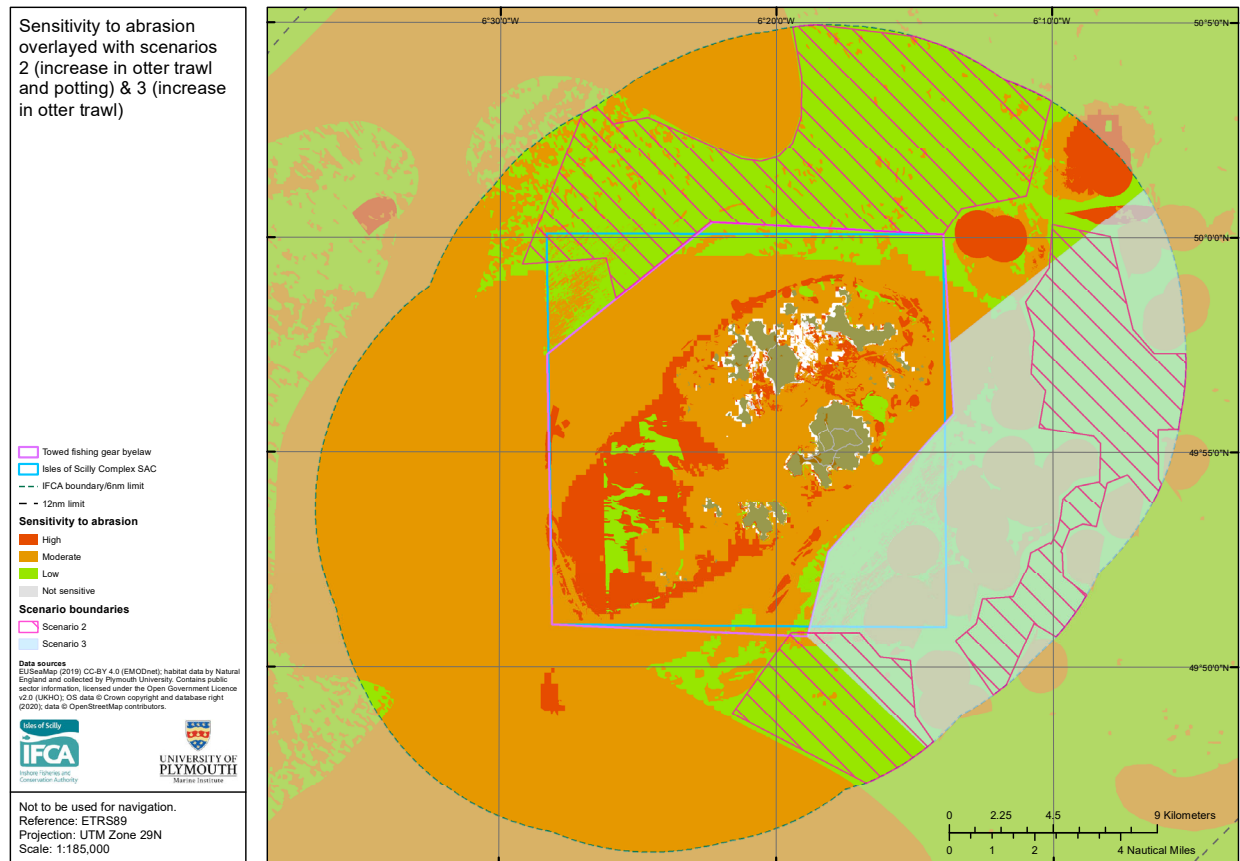 Sensitivity to abrasion
overlayed with scenarios
2 (increase in otter trawl
and potting) & 3 (increase
in otter trawl)
Towed fishing gear byelaw
Isles of Scilly Complex SAC
IFCA boundary/6nm limit
12nm limit
Sensitivity to abrasion
High
Moderate
Low
Not sensitive
Scenario boundaries
Scenario 2
Scenario 3
Data sources
EUSeaMap (2019) CC-BY 4.0 (EMODnet); habitat data by Natural
England and collected by Plymouth University. Contains public
sector information, licensed under the Open Government Licence
v2.0 (UKHO); OS data © Crown copyright and database right
(2020); data © OpenStreetMap contributors.
Isles of Scilly
IFCA
Inshore Fisheries and
Conservation Authority
UNIVERSITY OF
PLYMOUTH
Marine Institute
Not to be used for navigation.
Reference: ETRS89
Projection: UTM Zone 29N
Scale: 1:185,000
6°30'0"W
6°20'0"W
6°10'0"W
50°5'0"N
50°0'0"N
49°55'0"N
49°50'0"N
0 2.25 4.5 9 Kilometers
0 1 2 4 Nautical Miles